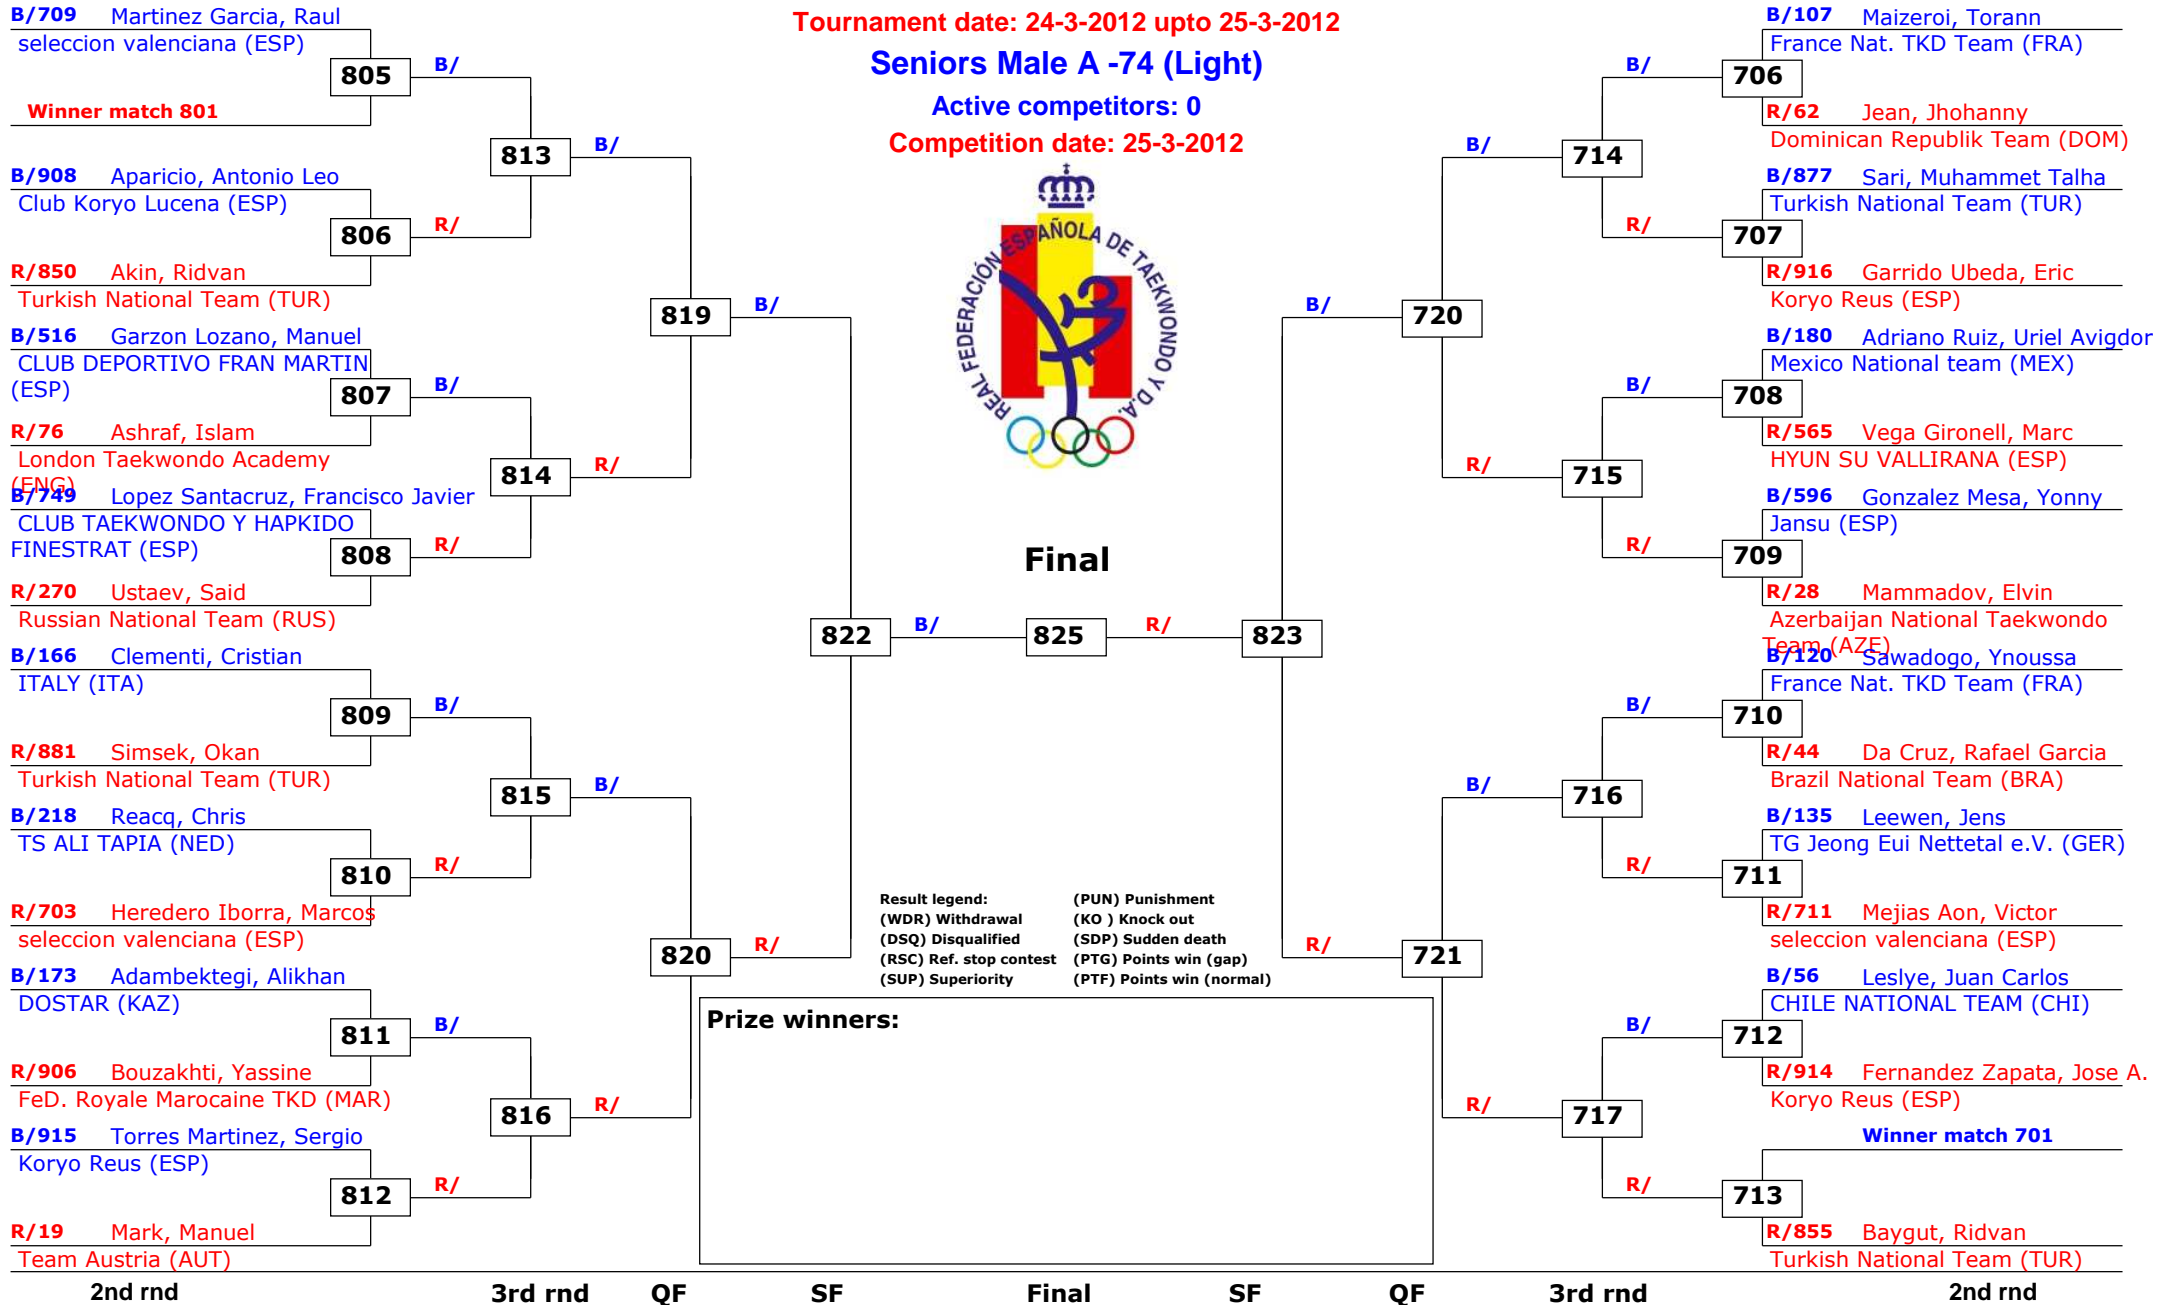 Tournament date: 24-3-2012 upto 25-3-2012
Seniors Male A -74 (Light)
Active competitors: 0
Competition date: 25-3-2012
REAL FEDERACIÓN ESPAÑOLA DE TAEKWONDO Y D.A.
B/709 Martinez Garcia, Raul
seleccion valenciana (ESP)
805
B/
Winner match 801
813
B/
B/908 Aparicio, Antonio Leo
Club Koryo Lucena (ESP)
806
R/
R/850 Akin, Ridvan
Turkish National Team (TUR)
819
B/
B/516 Garzon Lozano, Manuel
CLUB DEPORTIVO FRAN MARTIN
(ESP)
807
B/
R/76 Ashraf, Islam
London Taekwondo Academy
(ENG)
814
R/
B/749 Lopez Santacruz, Francisco Javier
CLUB TAEKWONDO Y HAPKIDO
FINESTRAT (ESP)
808
R/
R/270 Ustaev, Said
Russian National Team (RUS)
822
B/
B/166 Clementi, Cristian
ITALY (ITA)
809
B/
R/881 Simsek, Okan
Turkish National Team (TUR)
815
B/
B/218 Reacq, Chris
TS ALI TAPIA (NED)
810
R/
R/703 Heredero Iborra, Marcos
seleccion valenciana (ESP)
820
R/
B/173 Adambektegi, Alikhan
DOSTAR (KAZ)
811
B/
R/906 Bouzakhti, Yassine
FeD. Royale Marocaine TKD (MAR)
816
R/
B/915 Torres Martinez, Sergio
Koryo Reus (ESP)
812
R/
R/19 Mark, Manuel
Team Austria (AUT)
Final
825
R/
823
B/107 Maizeroi, Torann
France Nat. TKD Team (FRA)
B/
706
R/62 Jean, Jhohanny
Dominican Republik Team (DOM)
B/
714
B/877 Sari, Muhammet Talha
Turkish National Team (TUR)
R/
707
R/916 Garrido Ubeda, Eric
Koryo Reus (ESP)
B/
720
B/180 Adriano Ruiz, Uriel Avigdor
Mexico National team (MEX)
B/
708
R/565 Vega Gironell, Marc
HYUN SU VALLIRANA (ESP)
R/
715
B/596 Gonzalez Mesa, Yonny
Jansu (ESP)
R/
709
R/28 Mammadov, Elvin
Azerbaijan National Taekwondo
Team (AZE)
B/120 Sawadogo, Ynoussa
France Nat. TKD Team (FRA)
B/
710
R/44 Da Cruz, Rafael Garcia
Brazil National Team (BRA)
B/
716
B/135 Leewen, Jens
TG Jeong Eui Nettetal e.V. (GER)
R/
711
R/711 Mejias Aon, Victor
seleccion valenciana (ESP)
R/
721
B/56 Leslye, Juan Carlos
CHILE NATIONAL TEAM (CHI)
B/
712
R/914 Fernandez Zapata, Jose A.
Koryo Reus (ESP)
R/
717
Winner match 701
R/
713
R/855 Baygut, Ridvan
Turkish National Team (TUR)
Result legend: (PUN) Punishment
(WDR) Withdrawal (KO ) Knock out
(DSQ) Disqualified (SDP) Sudden death
(RSC) Ref. stop contest (PTG) Points win (gap)
(SUP) Superiority (PTF) Points win (normal)
Prize winners:
2nd rnd 3rd rnd QF SF Final SF QF 3rd rnd 2nd rnd